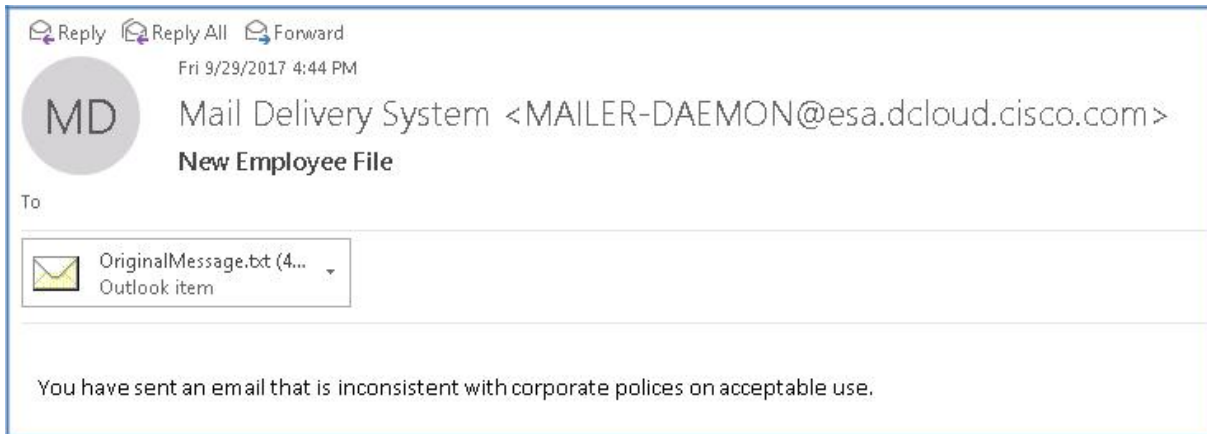 Reply Reply All Forward
Fri 9/29/2017 4:44 PM
MD
Mail Delivery System <MAILER-DAEMON@esa.dcloud.cisco.com>
New Employee File
To
OriginalMessage.txt (4...
Outlook item
You have sent an email that is inconsistent with corporate polices on acceptable use.